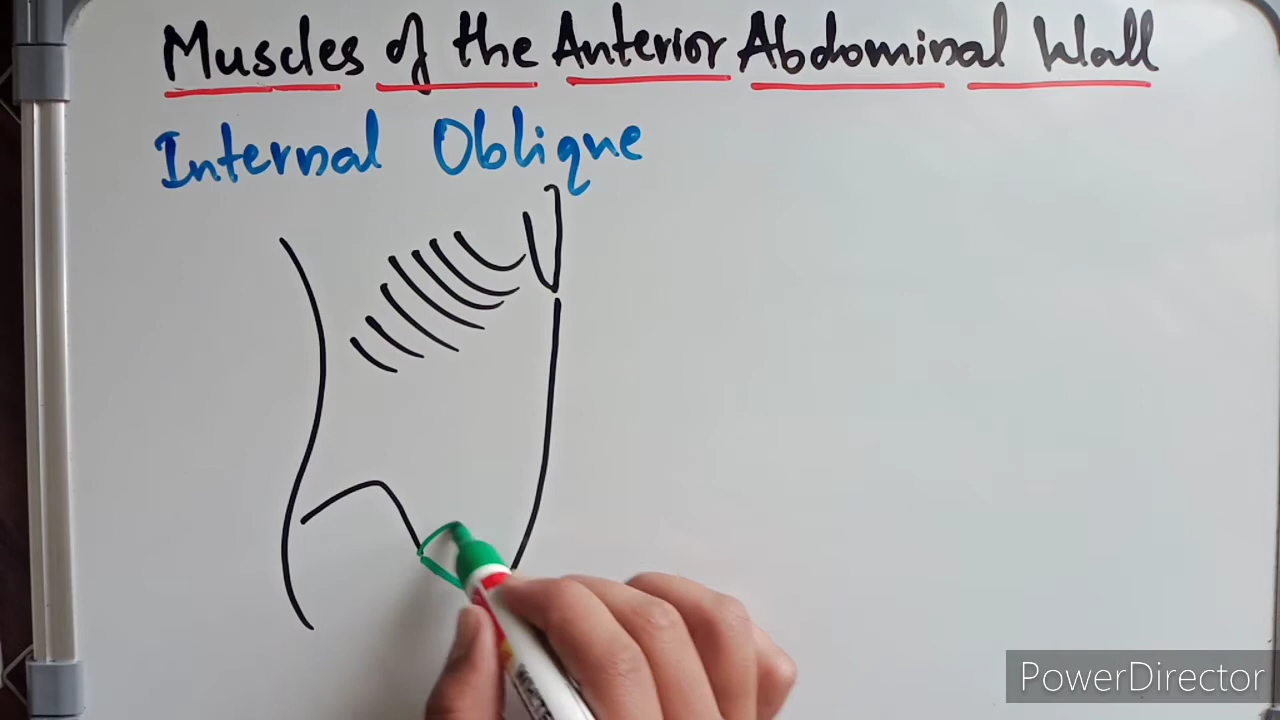 Muscles of the Anterior Abdominal Wall
Internal Oblique
PowerDirector